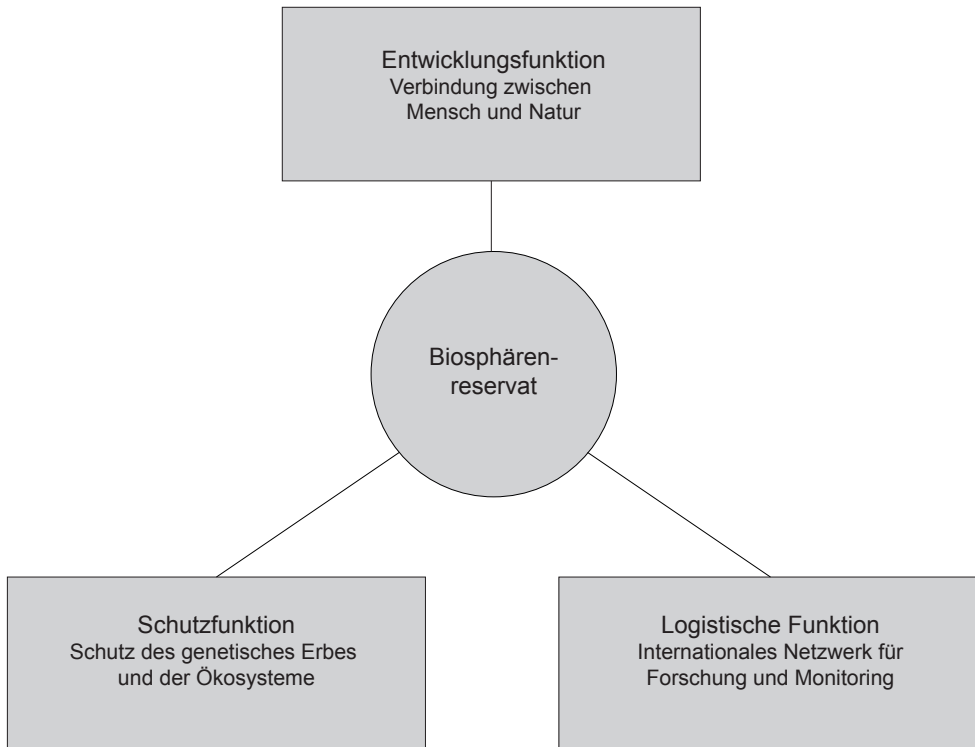 Entwicklungsfunktion
Verbindung zwischen
Mensch und Natur
Biosphären-
reservat
Schutzfunktion
Schutz des genetisches Erbes
und der Ökosysteme
Logistische Funktion
Internationales Netzwerk für
Forschung und Monitoring